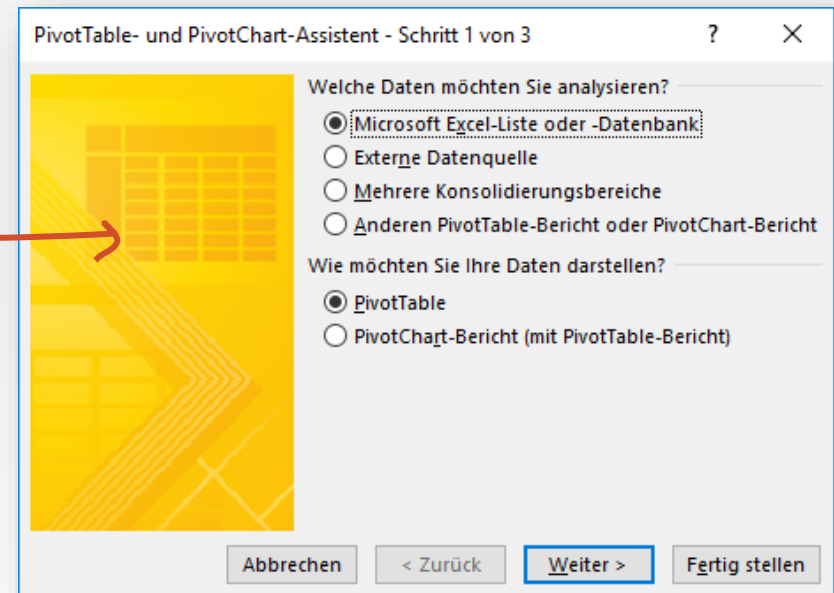 PivotTable- und PivotChart-Assistent - Schritt 1 von 3
?
Welche Daten möchten Sie analysieren?
Microsoft Excel-Liste oder -Datenbank
Externe Datenquelle
Mehrere Konsolidierungsbereiche
Anderen PivotTable-Bericht oder PivotChart-Bericht
Wie möchten Sie Ihre Daten darstellen?
PivotTable
PivotChart-Bericht (mit PivotTable-Bericht)
Abbrechen < Zurück Weiter > Fertig stellen